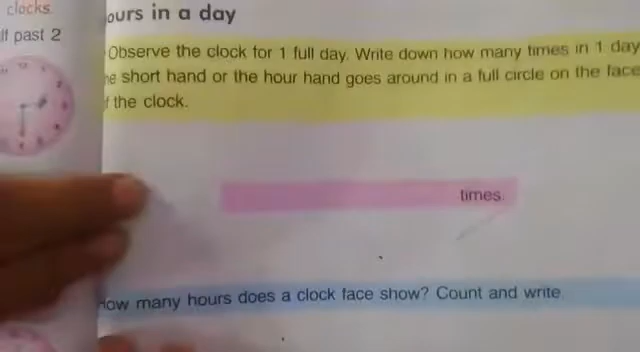 clocks.
lf past 2
ours in a day
Observe the clock for 1 full day. Write down how many times in 1 day
he short hand or the hour hand goes around in a full circle on the face
f the clock.
times.
How many hours does a clock face show? Count and write.